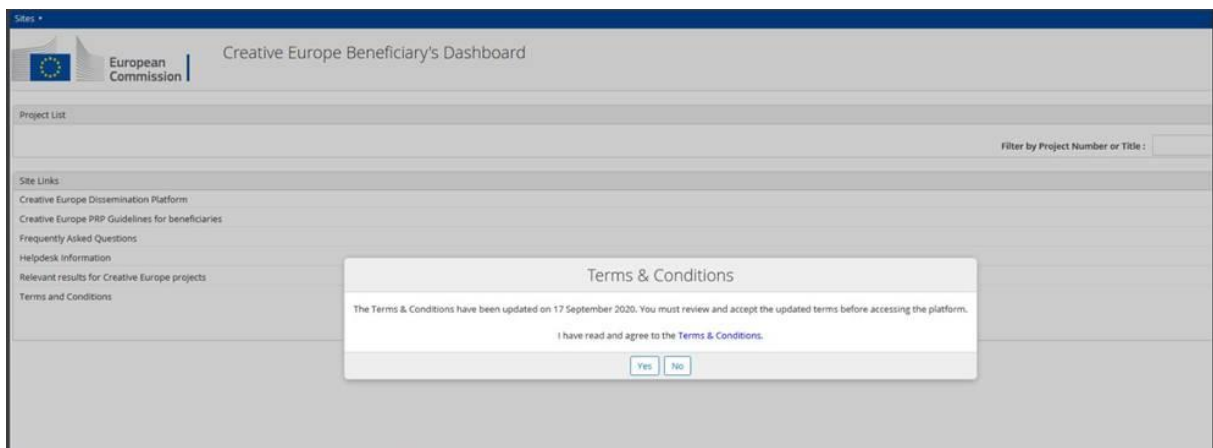 Sites
European
Commission
Creative Europe Beneficiary's Dashboard
Project List
Filter by Project Number or Title :
Site Links
Creative Europe Dissemination Platform
Creative Europe PRP Guidelines for beneficiaries
Frequently Asked Questions
Helpdesk Information
Relevant results for Creative Europe projects
Terms and Conditions
Terms & Conditions
The Terms & Conditions have been updated on 17 September 2020. You must review and accept the updated terms before accessing the platform.
I have read and agree to the Terms & Conditions.
Yes No